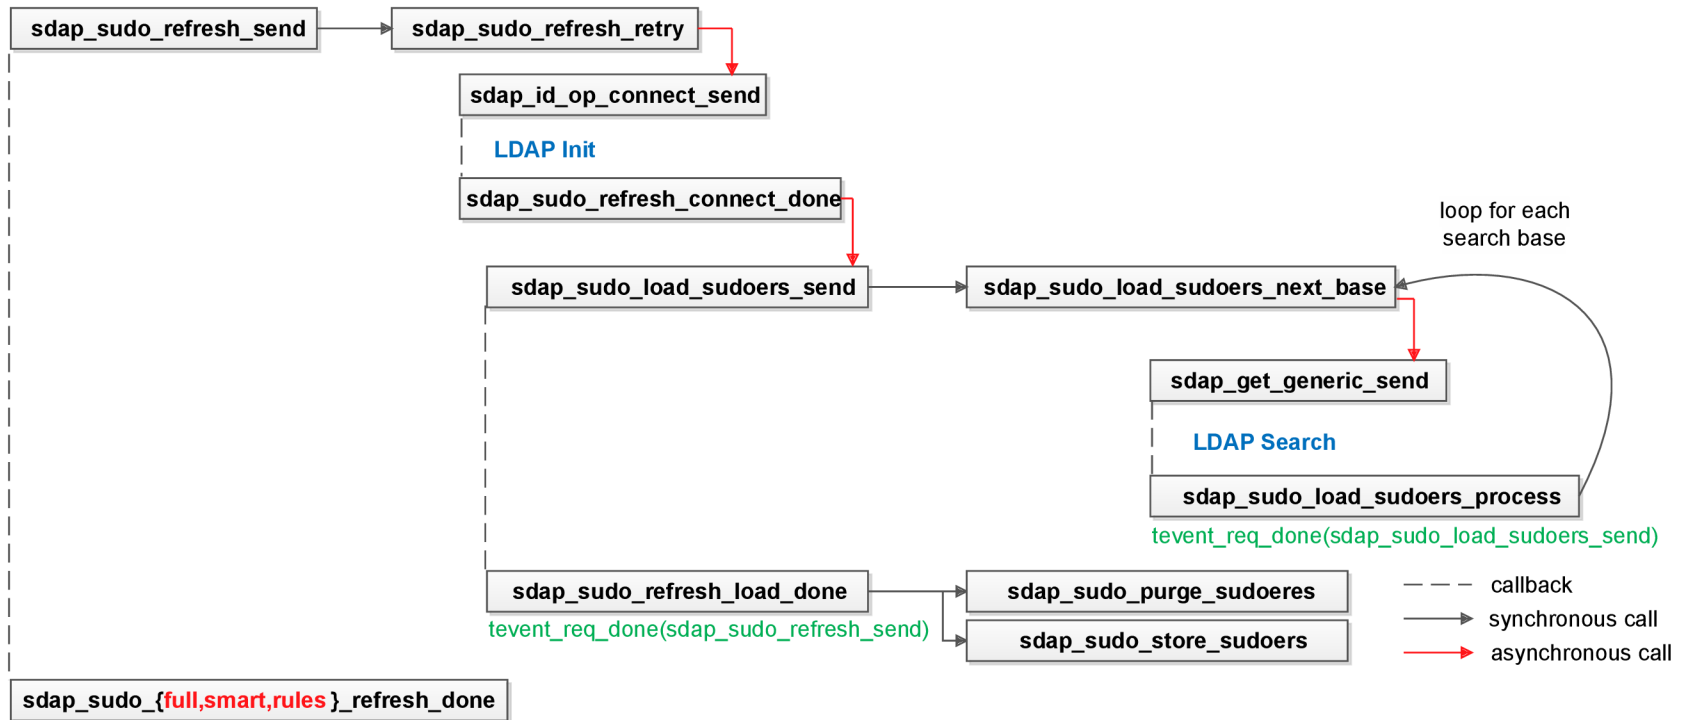 sdap_sudo_refresh_send
sdap_sudo_refresh_retry
sdap_id_op_connect_send
LDAP Init
sdap_sudo_refresh_connect_done
loop for each
search base
sdap_sudo_load_sudoers_send
sdap_sudo_load_sudoers_next_base
sdap_get_generic_send
LDAP Search
sdap_sudo_load_sudoers_process
tevent_req_done(sdap_sudo_load_sudoers_send)
sdap_sudo_refresh_load_done
tevent_req_done(sdap_sudo_refresh_send)
sdap_sudo_purge_sudoeres
sdap_sudo_store_sudoers
callback
synchronous call
asynchronous call
sdap_sudo_{full,smart,rules }_refresh_done